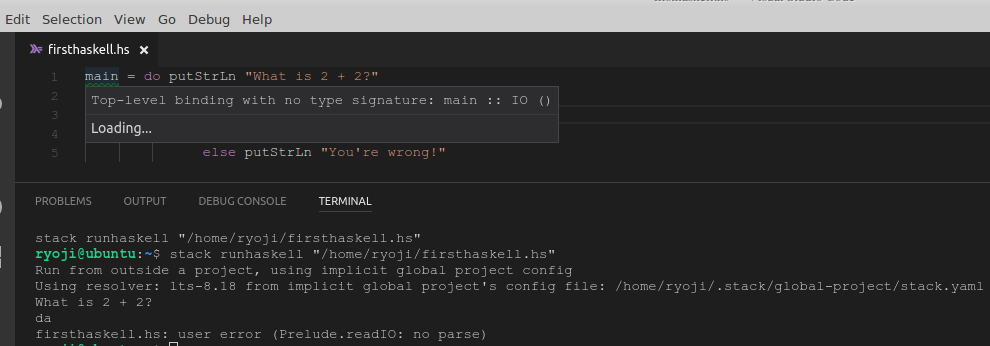 Edit Selection View Go Debug Help
firsthaskell.hs ×
1 main = do putStrLn "What is 2 + 2?"
2 Top-level binding with no type signature: main :: IO ()
3
4 Loading...
5 else putStrLn "You're wrong!"
PROBLEMS OUTPUT DEBUG CONSOLE TERMINAL
stack runhaskell "/home/ryoji/firsthaskell.hs"
ryoji@ubuntu:~$ stack runhaskell "/home/ryoji/firsthaskell.hs"
Run from outside a project, using implicit global project config
Using resolver: lts-8.18 from implicit global project's config file: /home/ryoji/.stack/global-project/stack.yaml
What is 2 + 2?
da
firsthaskell.hs: user error (Prelude.readIO: no parse)